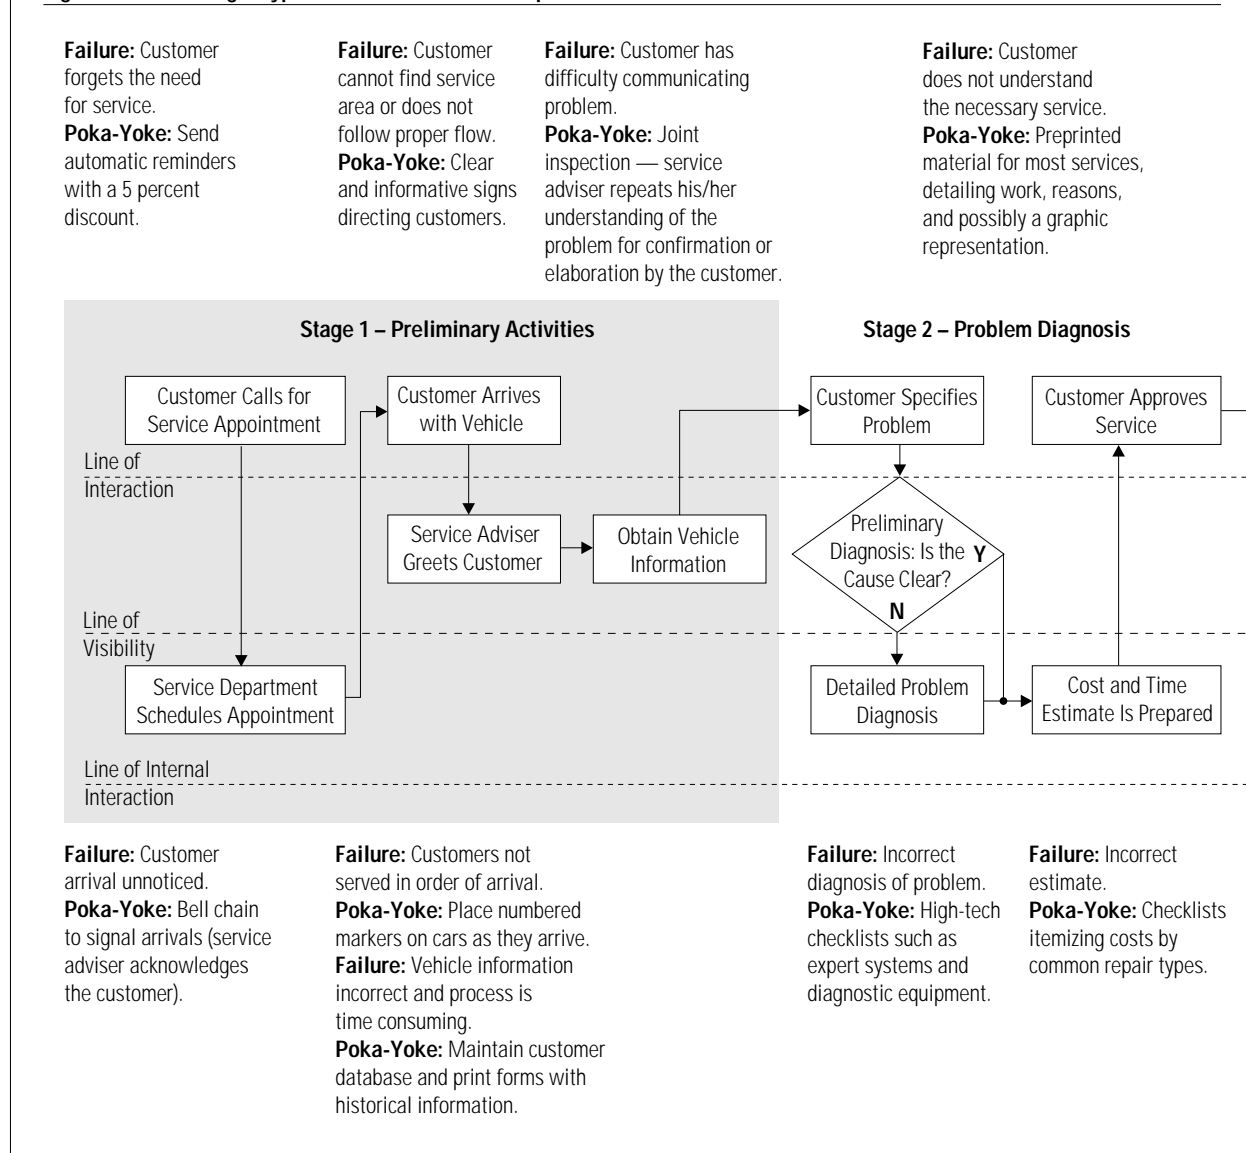 Failure: Customer
forgets the need
for service.
Poka-Yoke: Send
automatic reminders
with a 5 percent
discount.
Failure: Customer
cannot find service
area or does not
follow proper flow.
Poka-Yoke: Clear
and informative signs
directing customers.
Failure: Customer has
difficulty communicating
problem.
Poka-Yoke: Joint
inspection — service
adviser repeats his/her
understanding of the
problem for confirmation or
elaboration by the customer.
Failure: Customer
does not understand
the necessary service.
Poka-Yoke: Preprinted
material for most services,
detailing work, reasons,
and possibly a graphic
representation.
Stage 1 – Preliminary Activities
Stage 2 – Problem Diagnosis
Customer Calls for
Service Appointment
Customer Arrives
with Vehicle
Customer Specifies
Problem
Customer Approves
Service
Line of
Interaction
Service Adviser
Greets Customer
Obtain Vehicle
Information
Preliminary
Diagnosis: Is the
Cause Clear?
Y
N
Line of
Visibility
Service Department
Schedules Appointment
Detailed Problem
Diagnosis
Cost and Time
Estimate Is Prepared
Line of Internal
Interaction
Failure: Customer
arrival unnoticed.
Poka-Yoke: Bell chain
to signal arrivals (service
adviser acknowledges
the customer).
Failure: Customers not
served in order of arrival.
Poka-Yoke: Place numbered
markers on cars as they arrive.
Failure: Vehicle information
incorrect and process is
time consuming.
Poka-Yoke: Maintain customer
database and print forms with
historical information.
Failure: Incorrect
diagnosis of problem.
Poka-Yoke: High-tech
checklists such as
expert systems and
diagnostic equipment.
Failure: Incorrect
estimate.
Poka-Yoke: Checklists
itemizing costs by
common repair types.